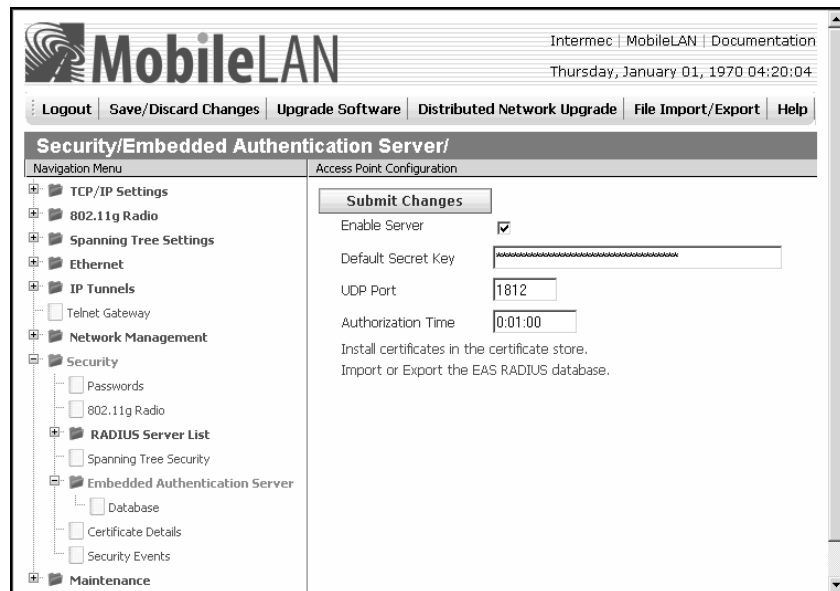 MobileLAN
Intermec | MobileLAN | Documentation
Thursday, January 01, 1970 04:20:04
Logout | Save/Discard Changes | Upgrade Software | Distributed Network Upgrade | File Import/Export | Help
Security/Embedded Authentication Server/
Navigation Menu
TCP/IP Settings
802.11g Radio
Spanning Tree Settings
Ethernet
IP Tunnels
Telnet Gateway
Network Management
Security
Passwords
802.11g Radio
RADIUS Server List
Spanning Tree Security
Embedded Authentication Server
Database
Certificate Details
Security Events
Maintenance
Access Point Configuration
Submit Changes
Enable Server
Default Secret Key
UDP Port 1812
Authorization Time 0:01:00
Install certificates in the certificate store.
Import or Export the EAS RADIUS database.